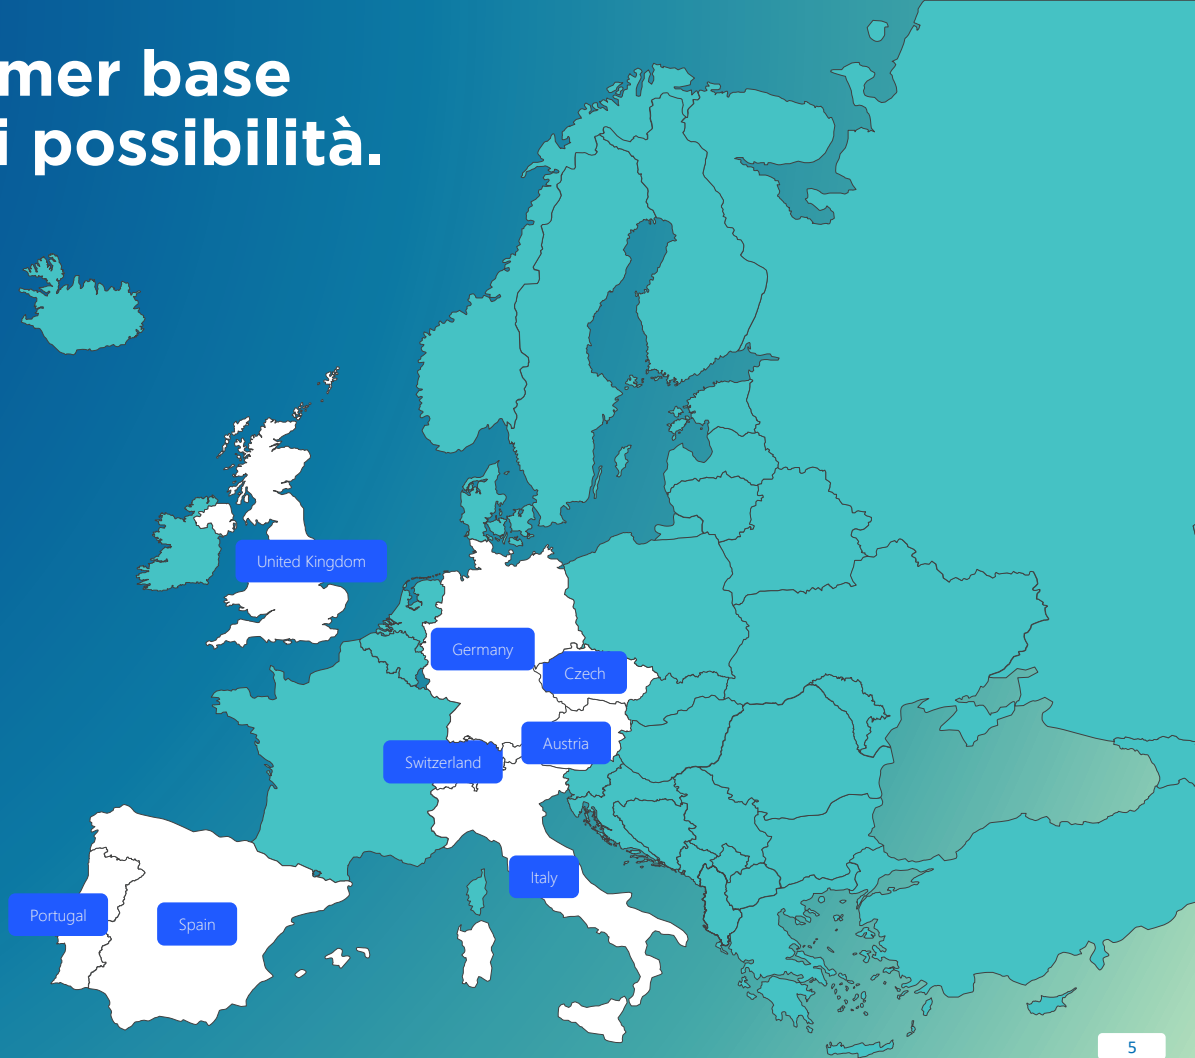 mer base
i possibilità.
United Kingdom
Germany
Czech
Austria
Switzerland
Italy
Portugal
Spain
5